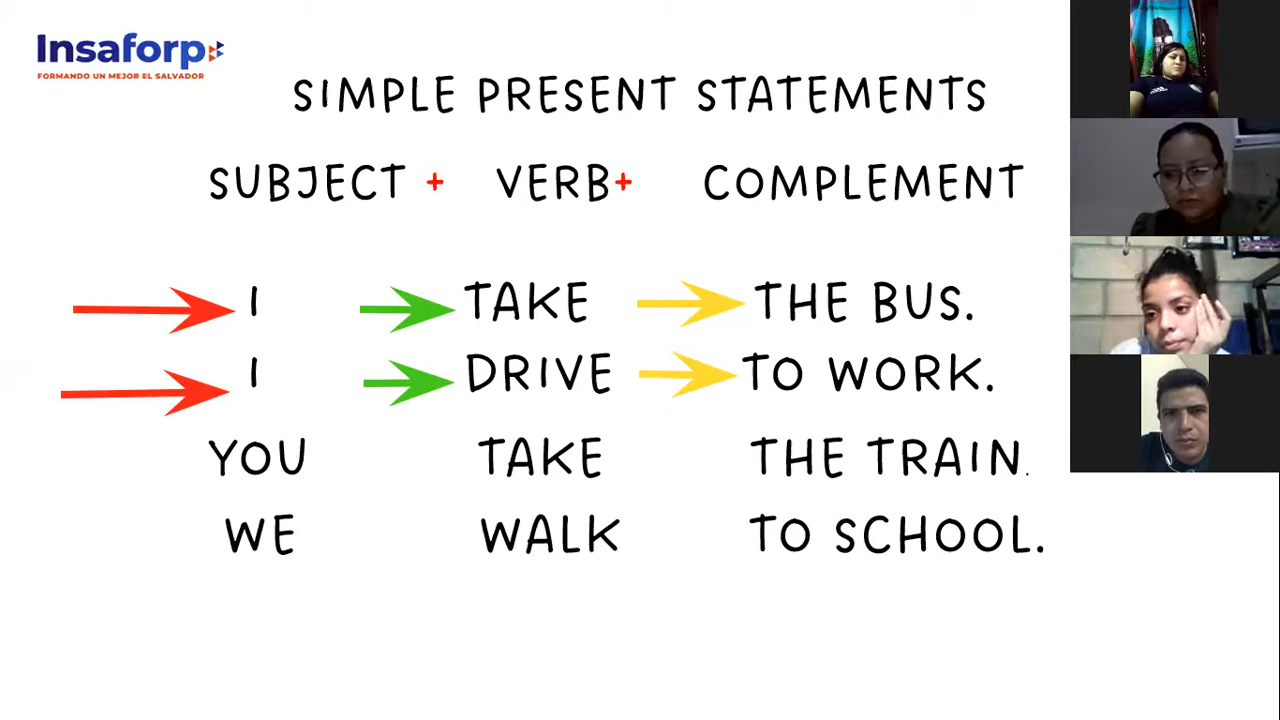 Insaforp
FORMANDO UN MEJOR EL SALVADOR
SIMPLE PRESENT STATEMENTS
SUBJECT + VERB+ COMPLEMENT
I TAKE THE BUS.
I DRIVE TO WORK.
YOU TAKE THE TRAIN.
WE WALK TO SCHOOL.